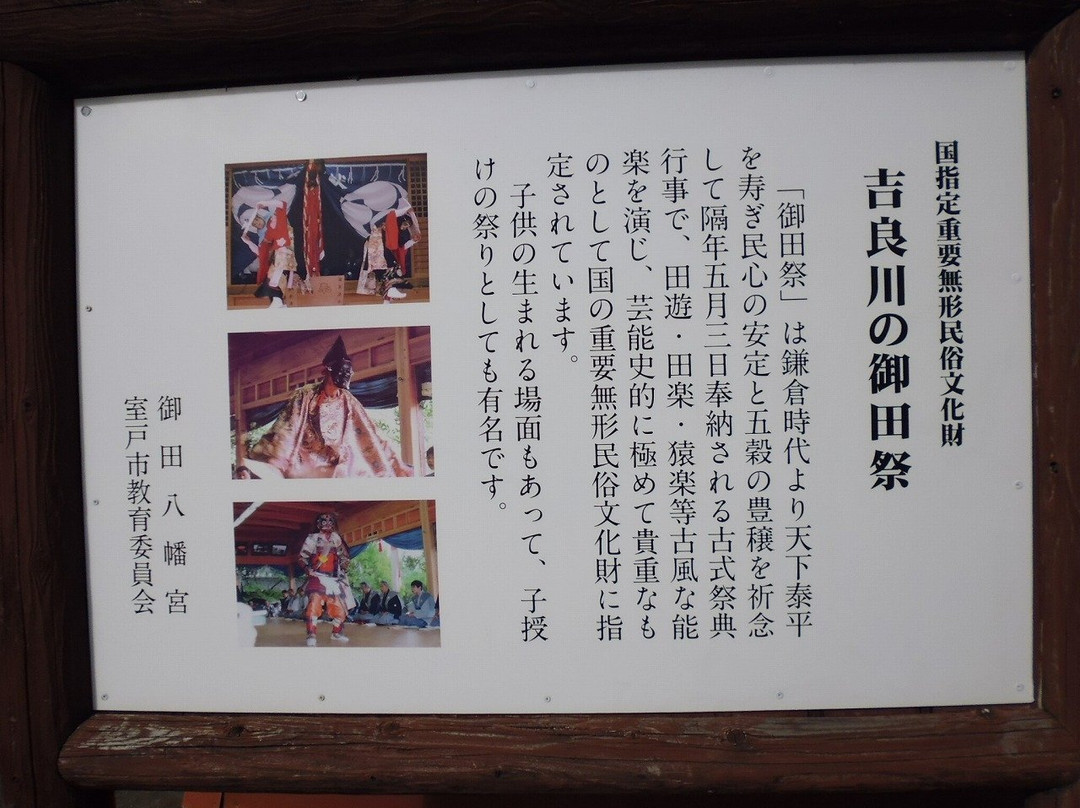 国指定重要無形民俗文化財
吉良川の御田祭
「御田祭」は鎌倉時代より天下泰平
を寿ぎ民心の安定と五穀の豊穣を祈念
して隔年五月三日奉納される古式祭典
行事で、田遊・田楽・猿楽等古風な能
楽を演じ、芸能史的に極めて貴重なも
のとして国の重要無形民俗文化財に指
定されています。
子供の生まれる場面もあって、子授
けの祭りとしても有名です。
御田八幡宮
室戸市教育委員会